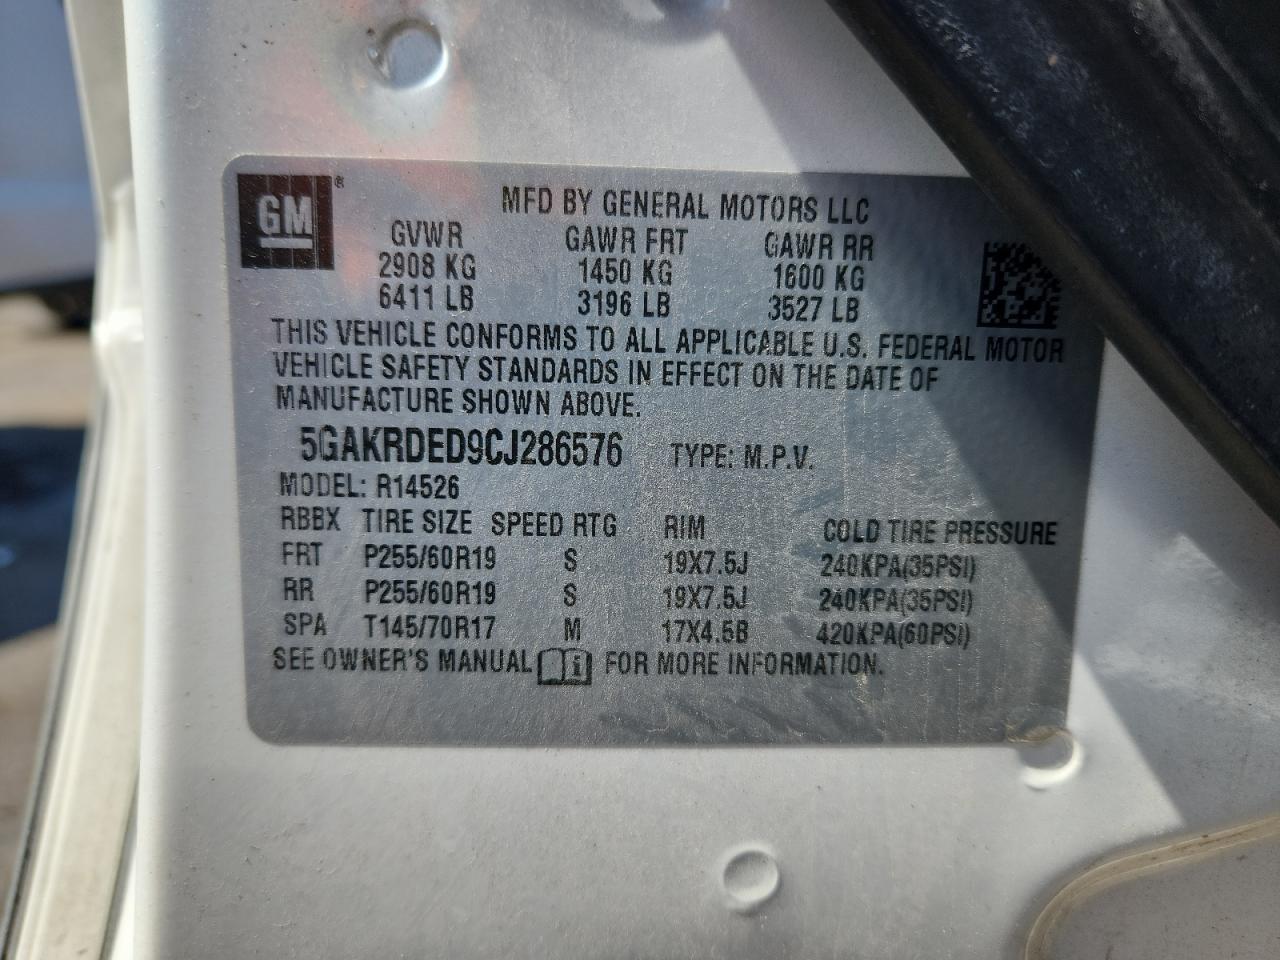 GM ®
MFD BY GENERAL MOTORS LLC
GVWR GAWR FRT GAWR RR
2908 KG 1450 KG 1600 KG
6411 LB 3196 LB 3527 LB
THIS VEHICLE CONFORMS TO ALL APPLICABLE U.S. FEDERAL MOTOR
VEHICLE SAFETY STANDARDS IN EFFECT ON THE DATE OF
MANUFACTURE SHOWN ABOVE.
5GAKRDED9CJ286576 TYPE: M.P.V.
MODEL: R14526
RBBX TIRE SIZE SPEED RTG RIM COLD TIRE PRESSURE
FRT P255/60R19 S 19X7.5J 240KPA(35PSI)
RR P255/60R19 S 19X7.5J 240KPA(35PSI)
SPA T145/70R17 M 17X4.5B 420KPA(60PSI)
SEE OWNER'S MANUAL FOR MORE INFORMATION.